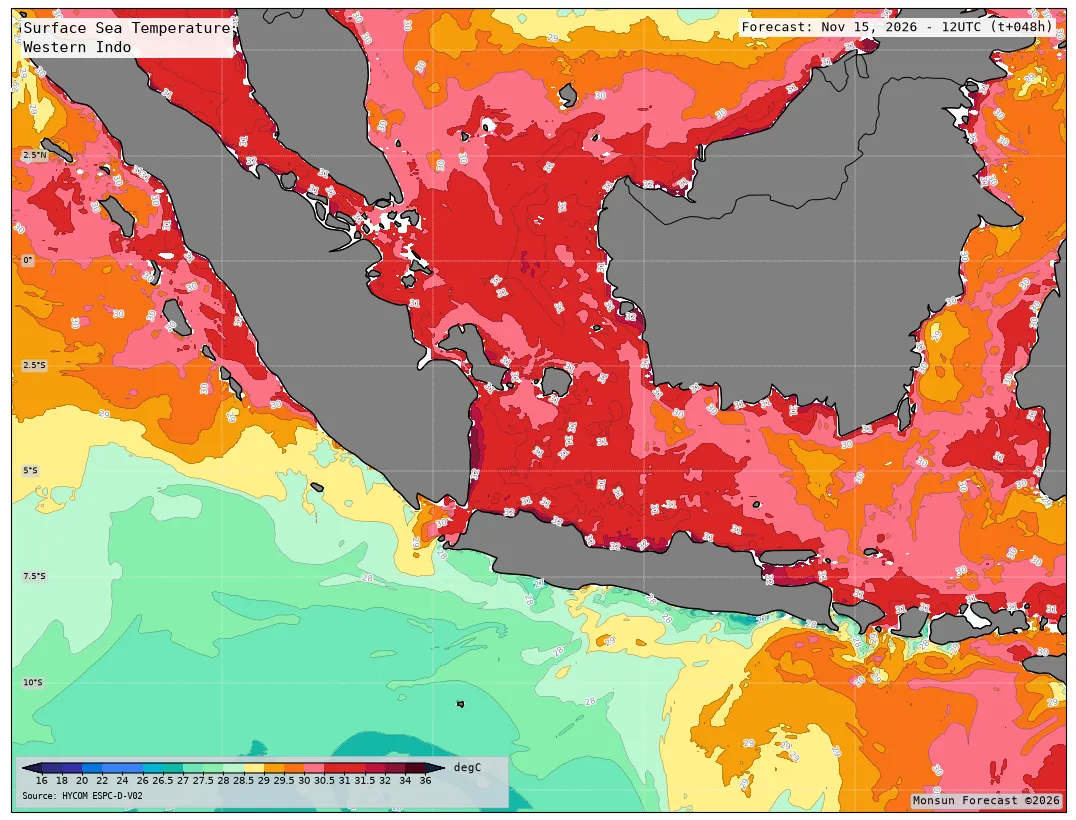 Surface Sea Temperature
Western Indo
Forecast: Nov 15, 2026 - 12UTC (t+048h)
2.5°N
0°
2.5°S
5°S
7.5°S
10°S
degC
16 18 20 22 24 26 26.5 27 27.5 28 28.5 29 29.5 30 30.5 31 31.5 32 34 36
Source: HYCOM ESPC-D-V02
Monsun Forecast ©2026